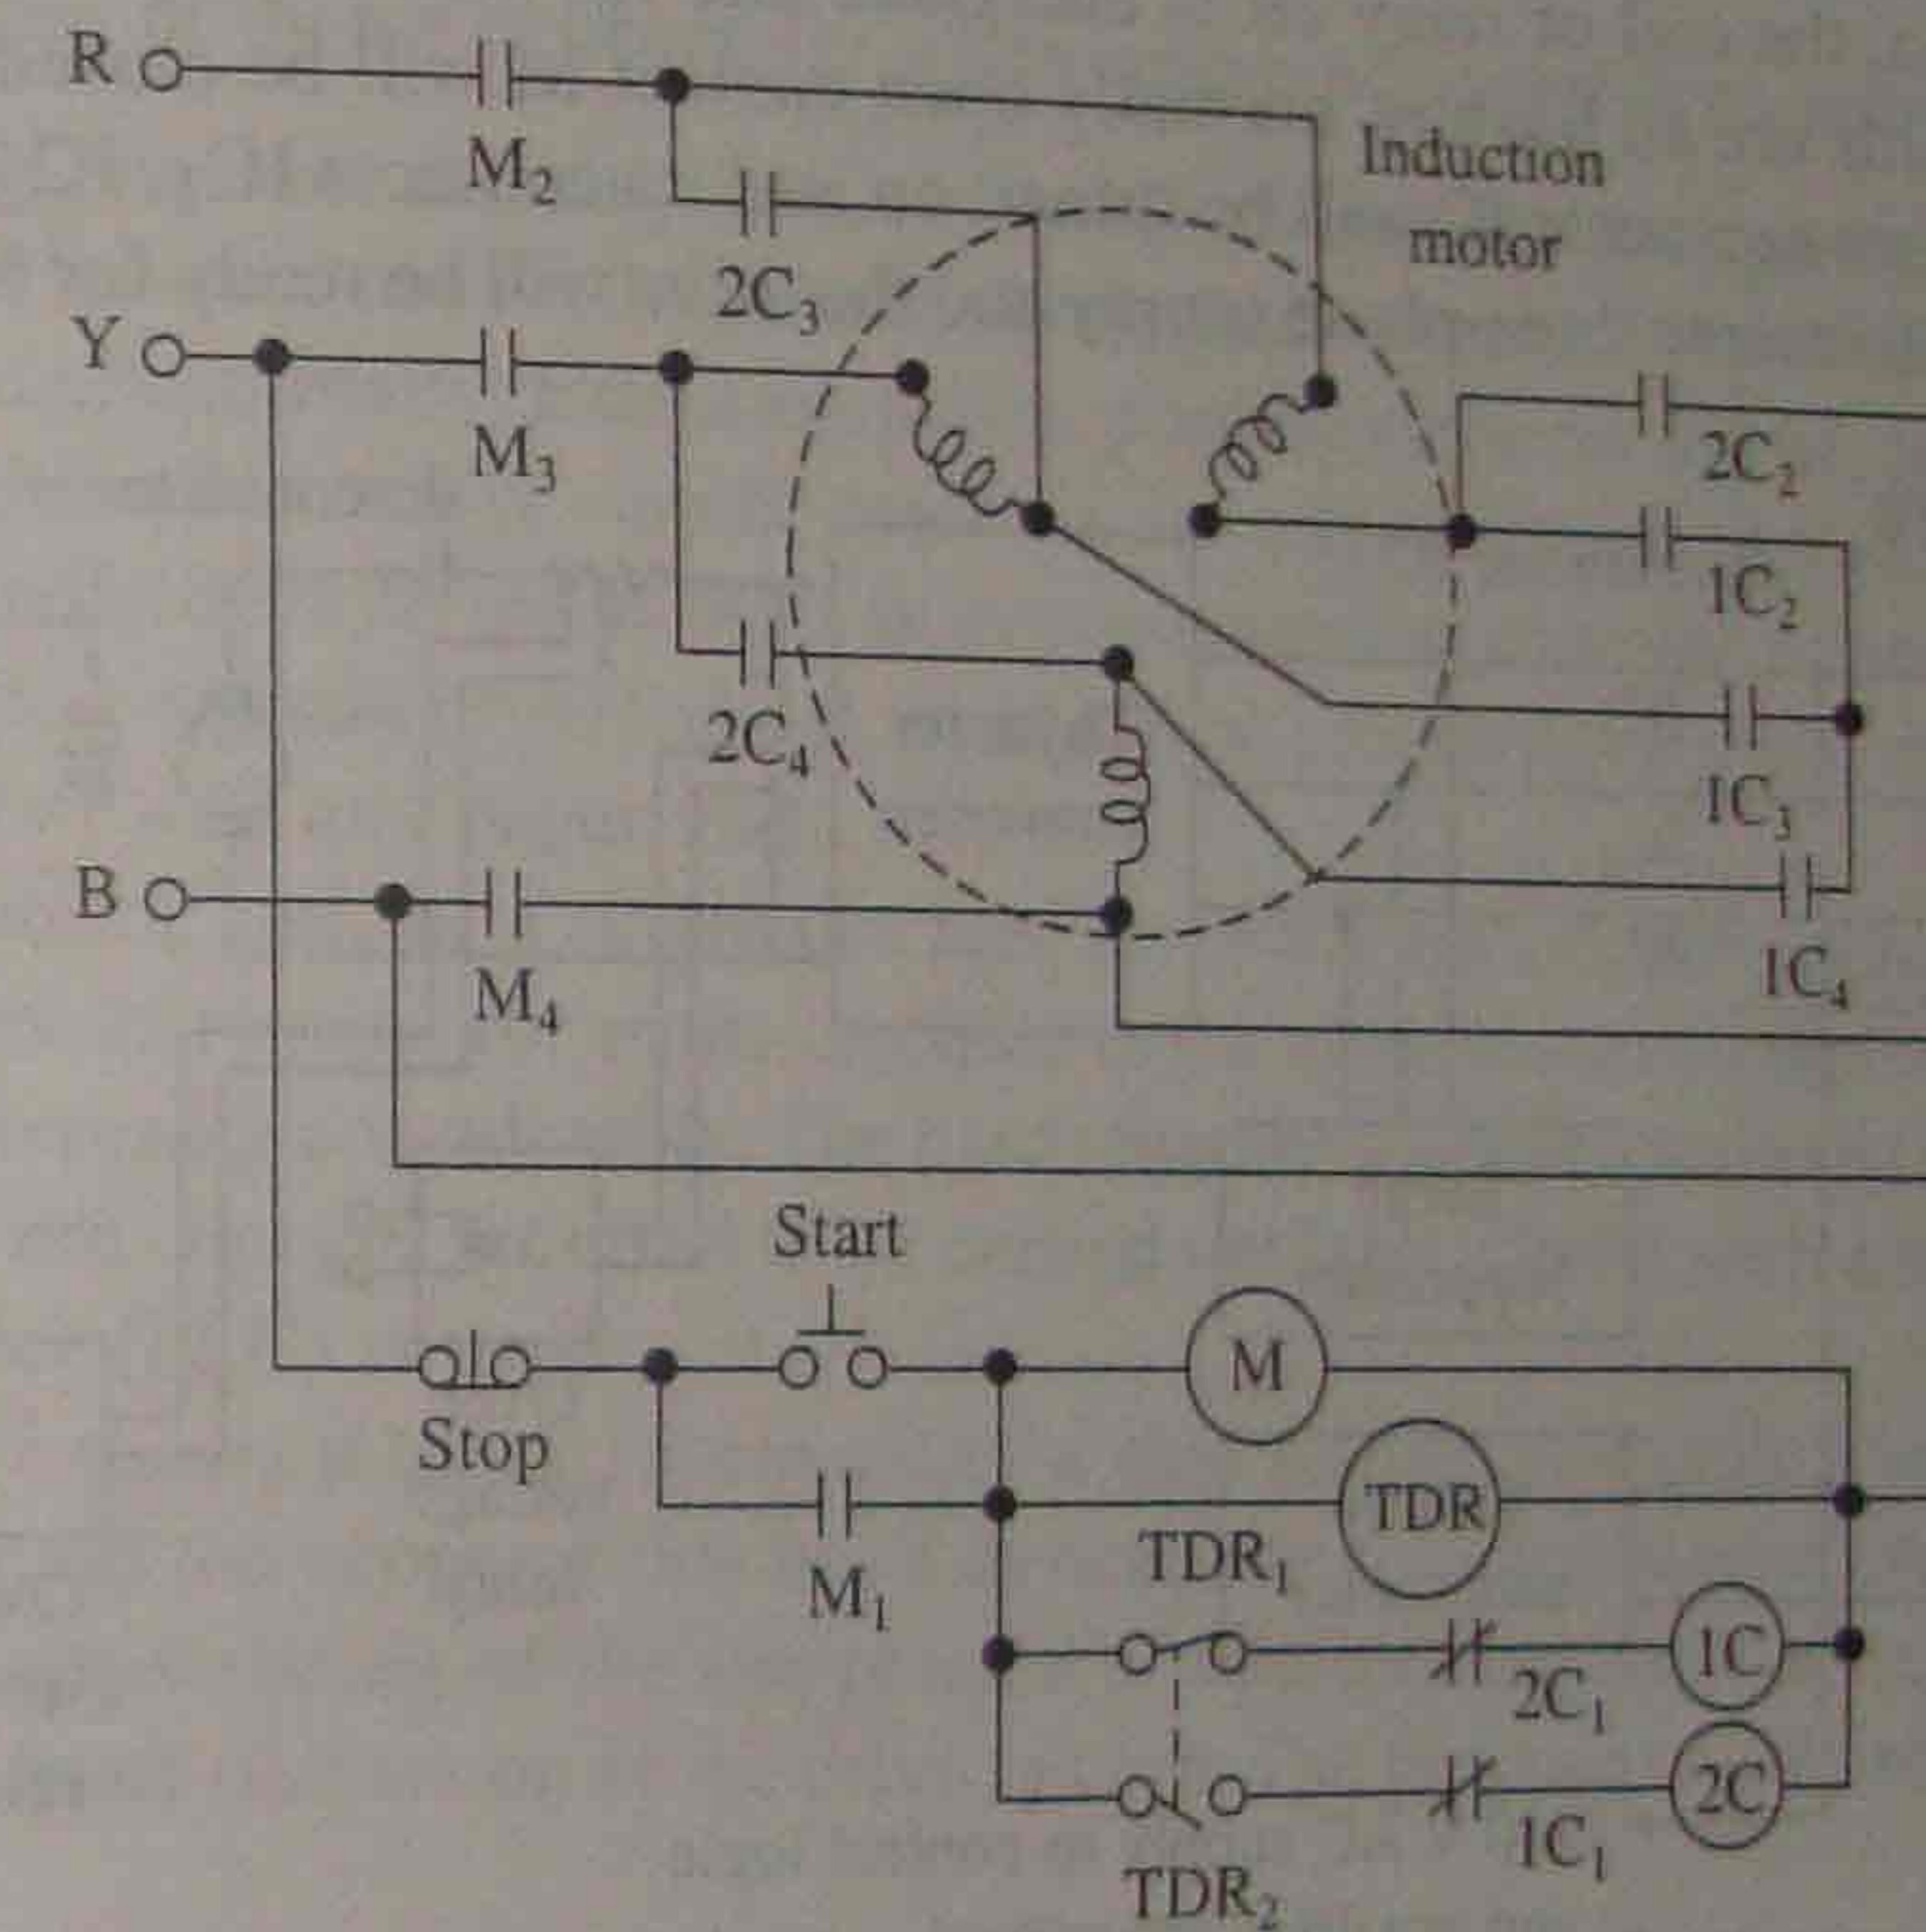 R
M₂
Induction
motor
2C₃
Y
M₃
2C₂
1C₂
2C₄
1C₃
B
M₄
1C₄
Start
M
Stop
TDR
TDR₁
M₁
1C
2C₁
2C
1C₁
TDR₂